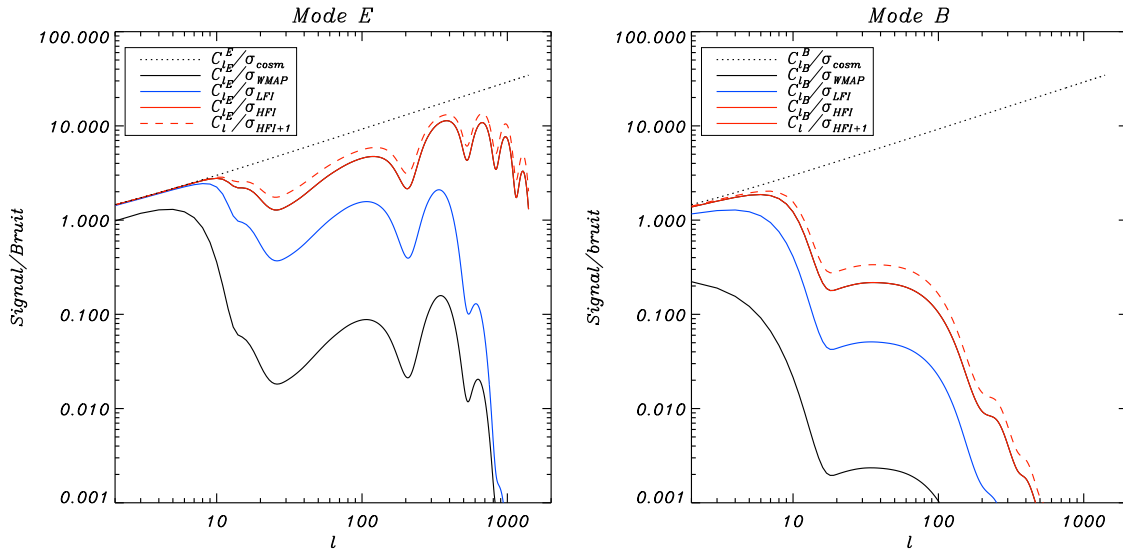 Mode E
Signal/Bruit
100.000
10.000
1.000
0.100
0.010
0.001
C_l^E/σ_cosm
C_l^E/σ_WMAP
C_l^E/σ_LFI
C_l^E/σ_HFI
C_l^E/σ_HFI+1
10
100
1000
l
Mode B
Signal/bruit
100.000
10.000
1.000
0.100
0.010
0.001
C_l^B/σ_cosm
C_l^B/σ_WMAP
C_l^B/σ_LFI
C_l^B/σ_HFI
C_l^B/σ_HFI+1
10
100
1000
l